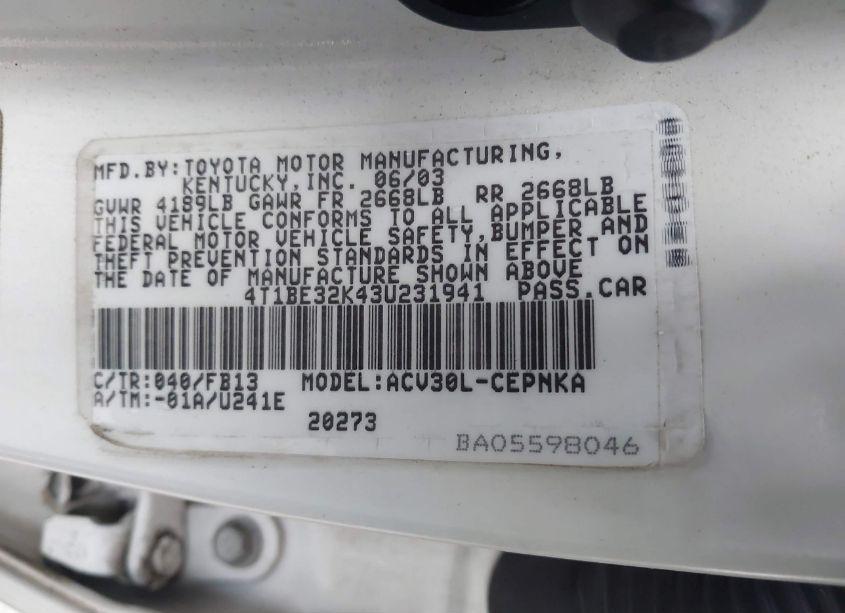 MFD.BY:TOYOTA MOTOR MANUFACTURING,
KENTUCKY,INC. 06/03
GVWR 4189LB GAWR FR 2668LB RR 2668LB
THIS VEHICLE CONFORMS TO ALL APPLICABLE
FEDERAL MOTOR VEHICLE SAFETY,BUMPER AND
THEFT PREVENTION STANDARDS IN EFFECT ON
THE DATE OF MANUFACTURE SHOWN ABOVE
4T1BE32K43U231941 PASS.CAR
C/TR:040/FB13 MODEL:ACV30L-CEPNKA
A/TM:-01A/U241E
20273
BA05598046